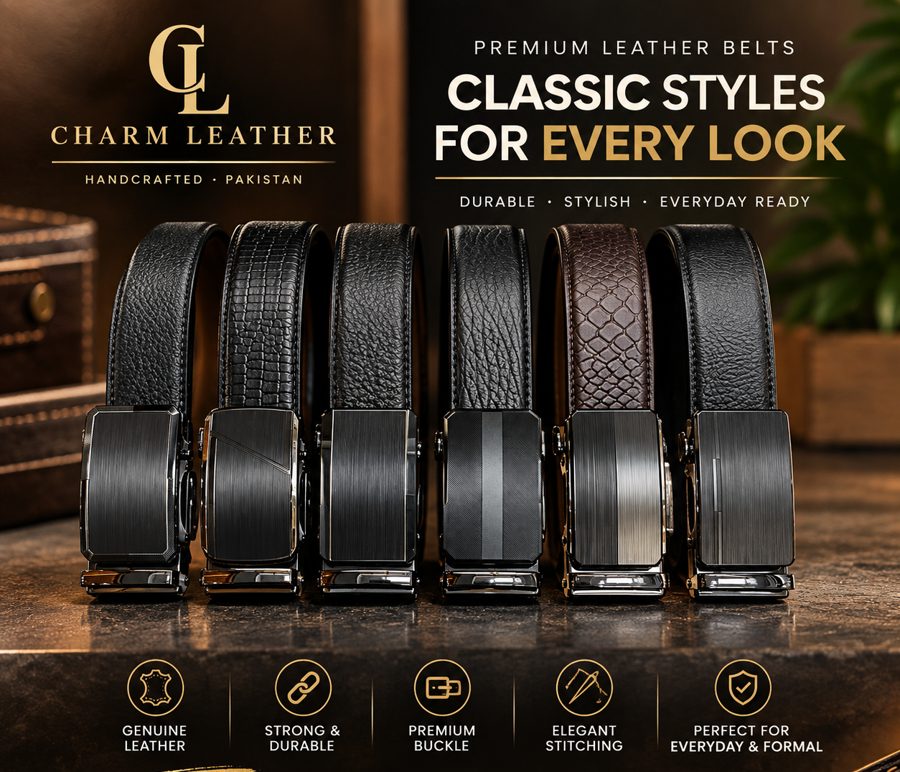 GL
CHARM LEATHER
HANDCRAFTED • PAKISTAN
PREMIUM LEATHER BELTS
CLASSIC STYLES
FOR EVERY LOOK
DURABLE • STYLISH • EVERYDAY READY
GENUINE
LEATHER
STRONG &
DURABLE
PREMIUM
BUCKLE
ELEGANT
STITCHING
PERFECT FOR
EVERYDAY & FORMAL